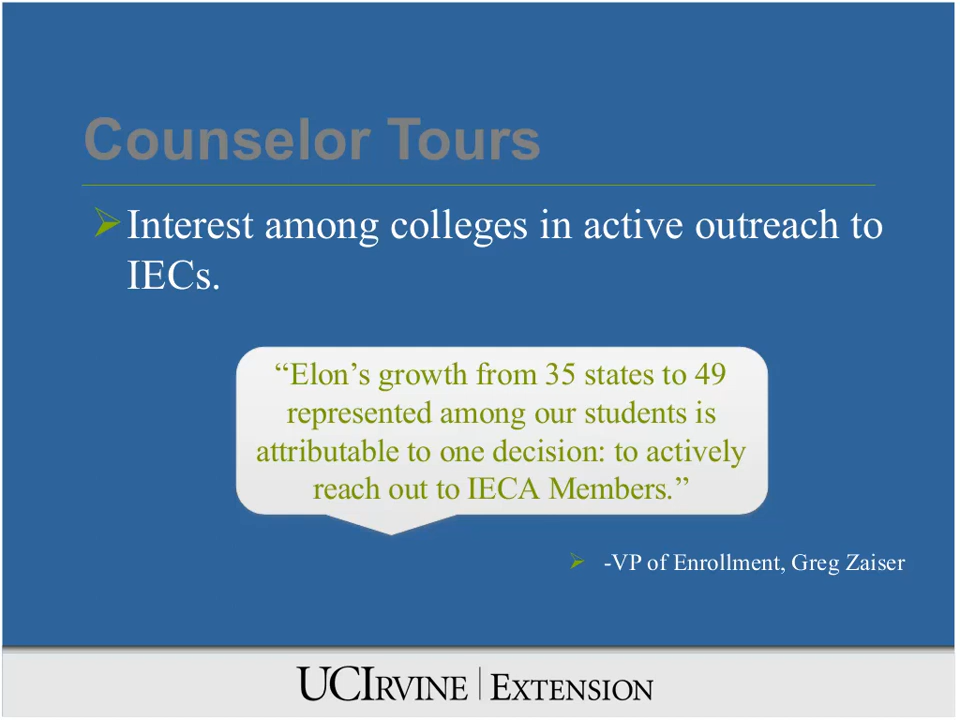 Counselor Tours
➢Interest among colleges in active outreach to
IECs.
“Elon’s growth from 35 states to 49
represented among our students is
attributable to one decision: to actively
reach out to IECA Members.”
➢ -VP of Enrollment, Greg Zaiser
UCIRVINE | EXTENSION